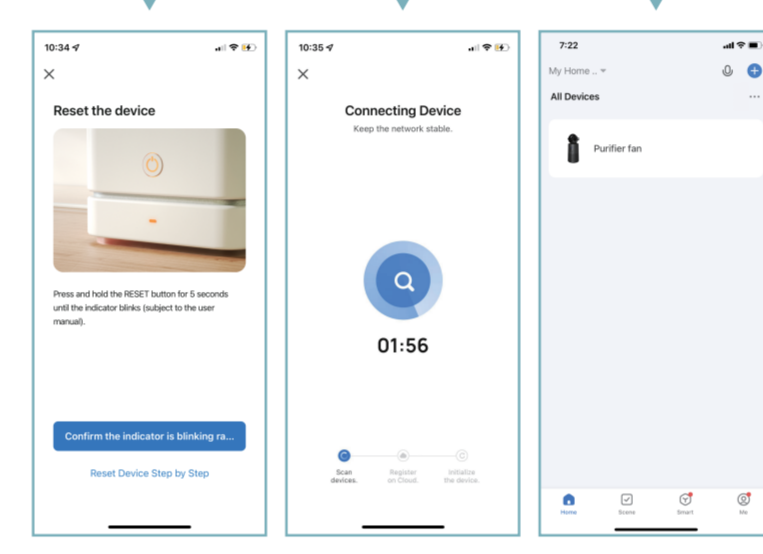 10:34
Reset the device
Press and hold the RESET button for 5 seconds
until the indicator blinks (subject to the user
manual).
Confirm the indicator is blinking ra...
Reset Device Step by Step
10:35
Connecting Device
Keep the network stable.
01:56
Scan
devices.
Register
on Cloud.
Initialize
the device.
7:22
My Home ..
All Devices
...
Purifier fan
Home
Scene
Smart
Me